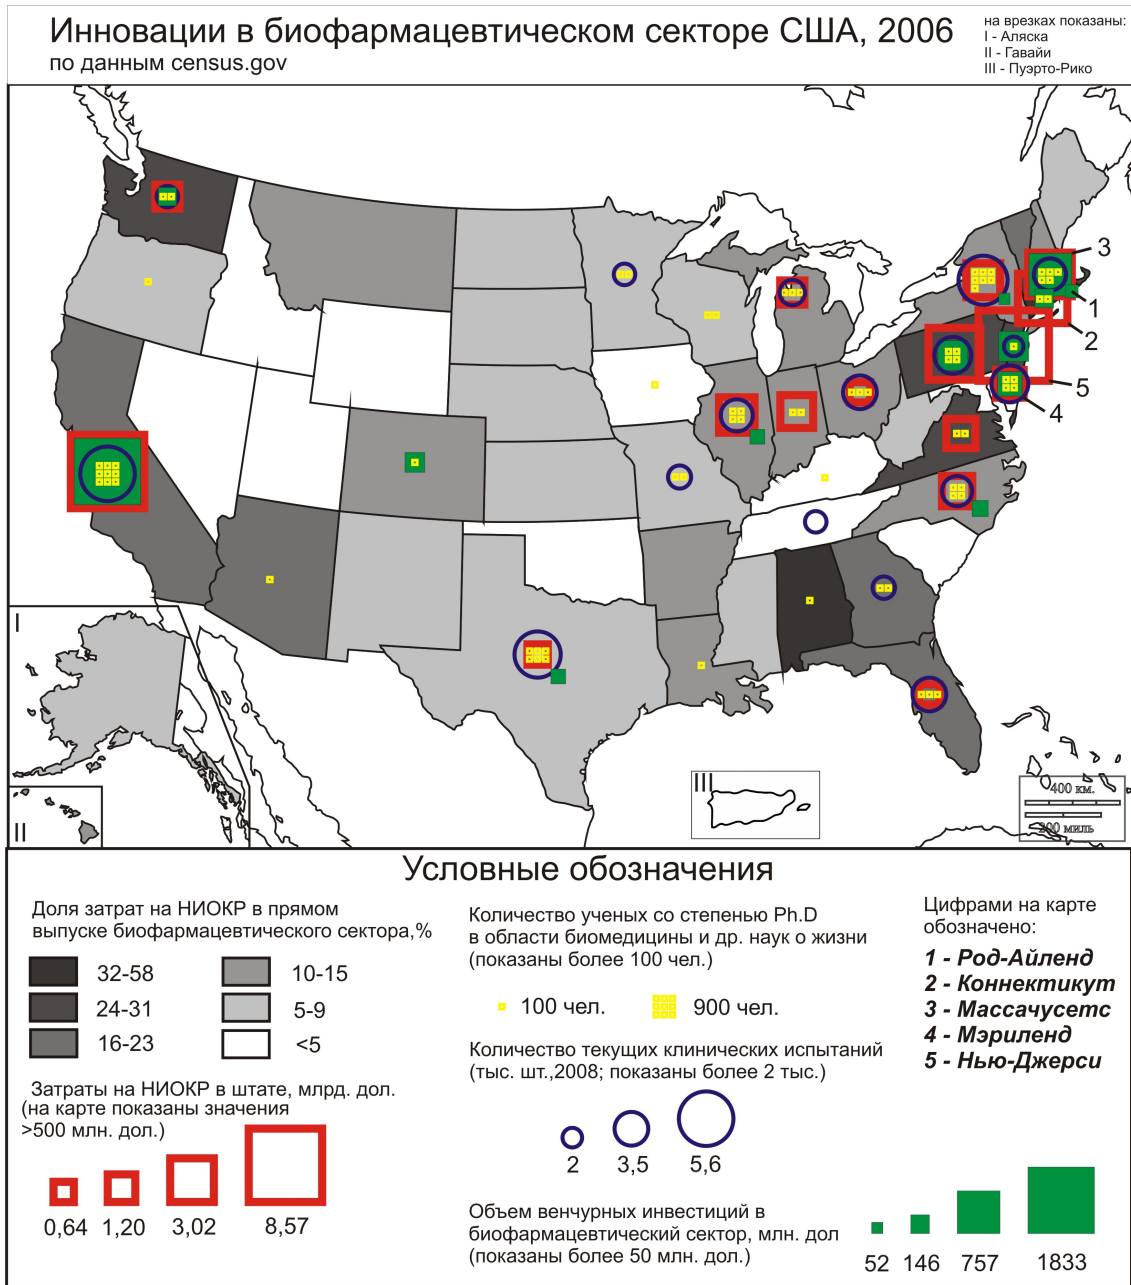 Инновации в биофармацевтическом секторе США, 2006
по данным census.gov
на врезках показаны:
I - Аляска
II - Гавайи
III - Пуэрто-Рико
3
1
2
5
4
I
II
III
400 км.
200 миль
Условные обозначения
Доля затрат на НИОКР в прямом
выпуске биофармацевтического сектора,%
32-58
10-15
24-31
5-9
16-23
<5
Затраты на НИОКР в штате, млрд. дол.
(на карте показаны значения
>500 млн. дол.)
0,64
1,20
3,02
8,57
Количество ученых со степенью Ph.D
в области биомедицины и др. наук о жизни
(показаны более 100 чел.)
100 чел.
900 чел.
Количество текущих клинических испытаний
(тыс. шт.,2008; показаны более 2 тыс.)
2
3,5
5,6
Объем венчурных инвестиций в
биофармацевтический сектор, млн. дол
(показаны более 50 млн. дол.)
52
146
757
1833
Цифрами на карте
обозначено:
1 - Род-Айленд
2 - Коннектикут
3 - Массачусетс
4 - Мэриленд
5 - Нью-Джерси